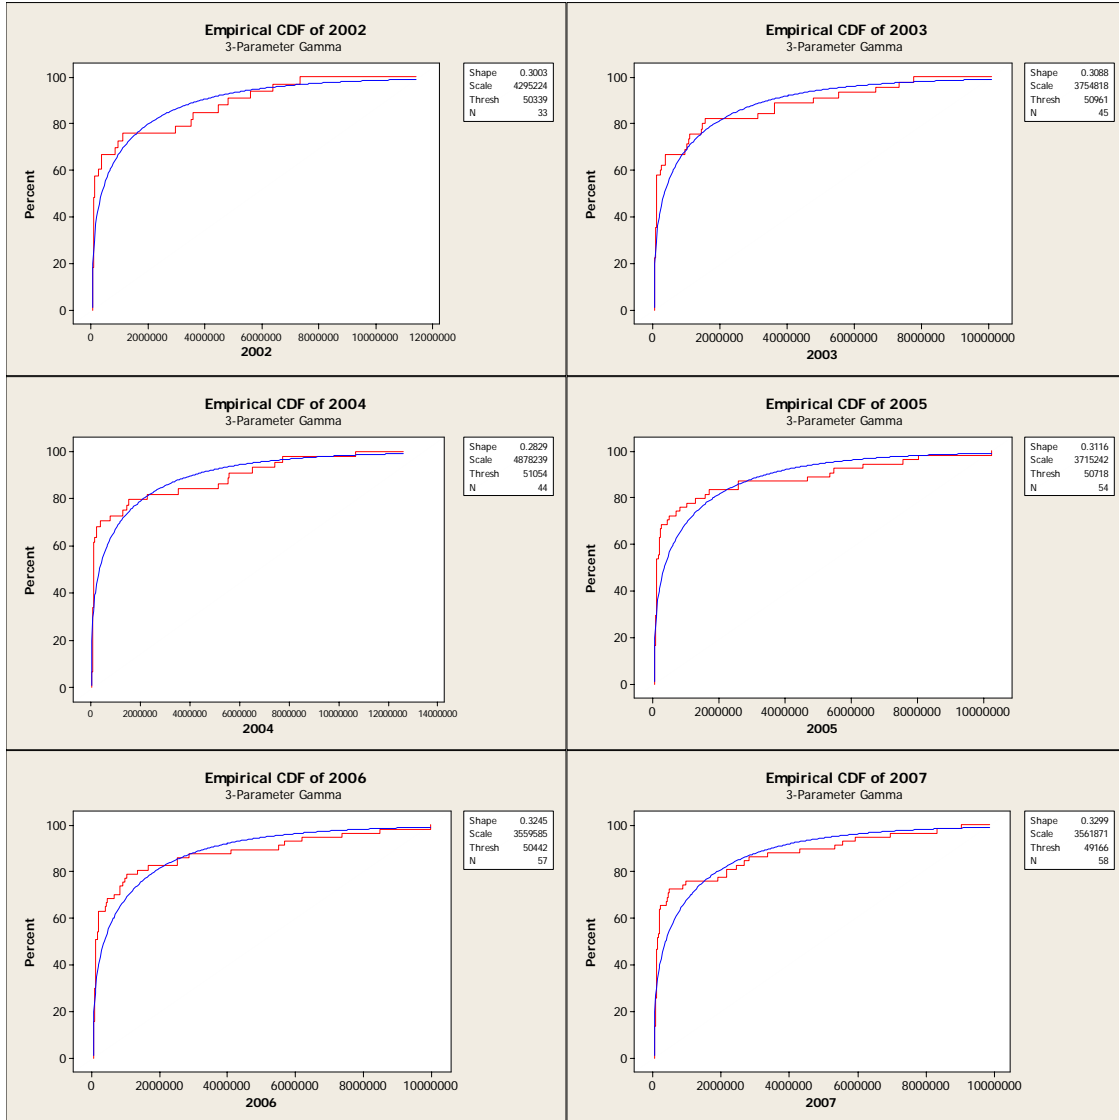 Empirical CDF of 2002
3-Parameter Gamma
Shape 0.3003
Scale 4295224
Thresh 50339
N 33
Percent
100
80
60
40
20
0
0 2000000 4000000 6000000 8000000 10000000 12000000
2002
Empirical CDF of 2003
3-Parameter Gamma
Shape 0.3088
Scale 3754818
Thresh 50961
N 45
Percent
100
80
60
40
20
0
0 2000000 4000000 6000000 8000000 10000000
2003
Empirical CDF of 2004
3-Parameter Gamma
Shape 0.2829
Scale 4878239
Thresh 51054
N 44
Percent
100
80
60
40
20
0
0 2000000 4000000 6000000 8000000 10000000 12000000 14000000
2004
Empirical CDF of 2005
3-Parameter Gamma
Shape 0.3116
Scale 3715242
Thresh 50718
N 54
Percent
100
80
60
40
20
0
0 2000000 4000000 6000000 8000000 10000000
2005
Empirical CDF of 2006
3-Parameter Gamma
Shape 0.3245
Scale 3559585
Thresh 50442
N 57
Percent
100
80
60
40
20
0
0 2000000 4000000 6000000 8000000 10000000
2006
Empirical CDF of 2007
3-Parameter Gamma
Shape 0.3299
Scale 3561871
Thresh 49166
N 58
Percent
100
80
60
40
20
0
0 2000000 4000000 6000000 8000000 10000000
2007